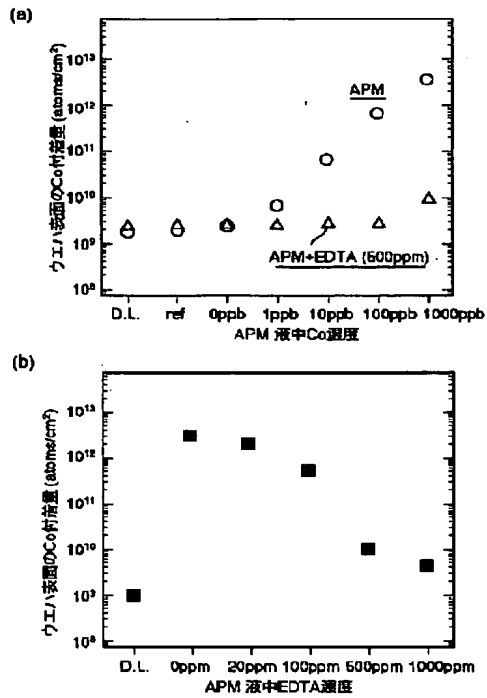 (a)
ウエハ表面のCo付着量 (atoms/cm²)
10¹³
10¹²
10¹¹
10¹⁰
10⁹
10⁸
APM
APM+EDTA (500ppm)
D.L. ref 0ppb 1ppb 10ppb 100ppb 1000ppb
APM 液中Co濃度
(b)
ウエハ表面のCo付着量 (atoms/cm²)
10¹³
10¹²
10¹¹
10¹⁰
10⁹
10⁸
D.L. 0ppm 20ppm 100ppm 500ppm 1000ppm
APM 液中EDTA濃度